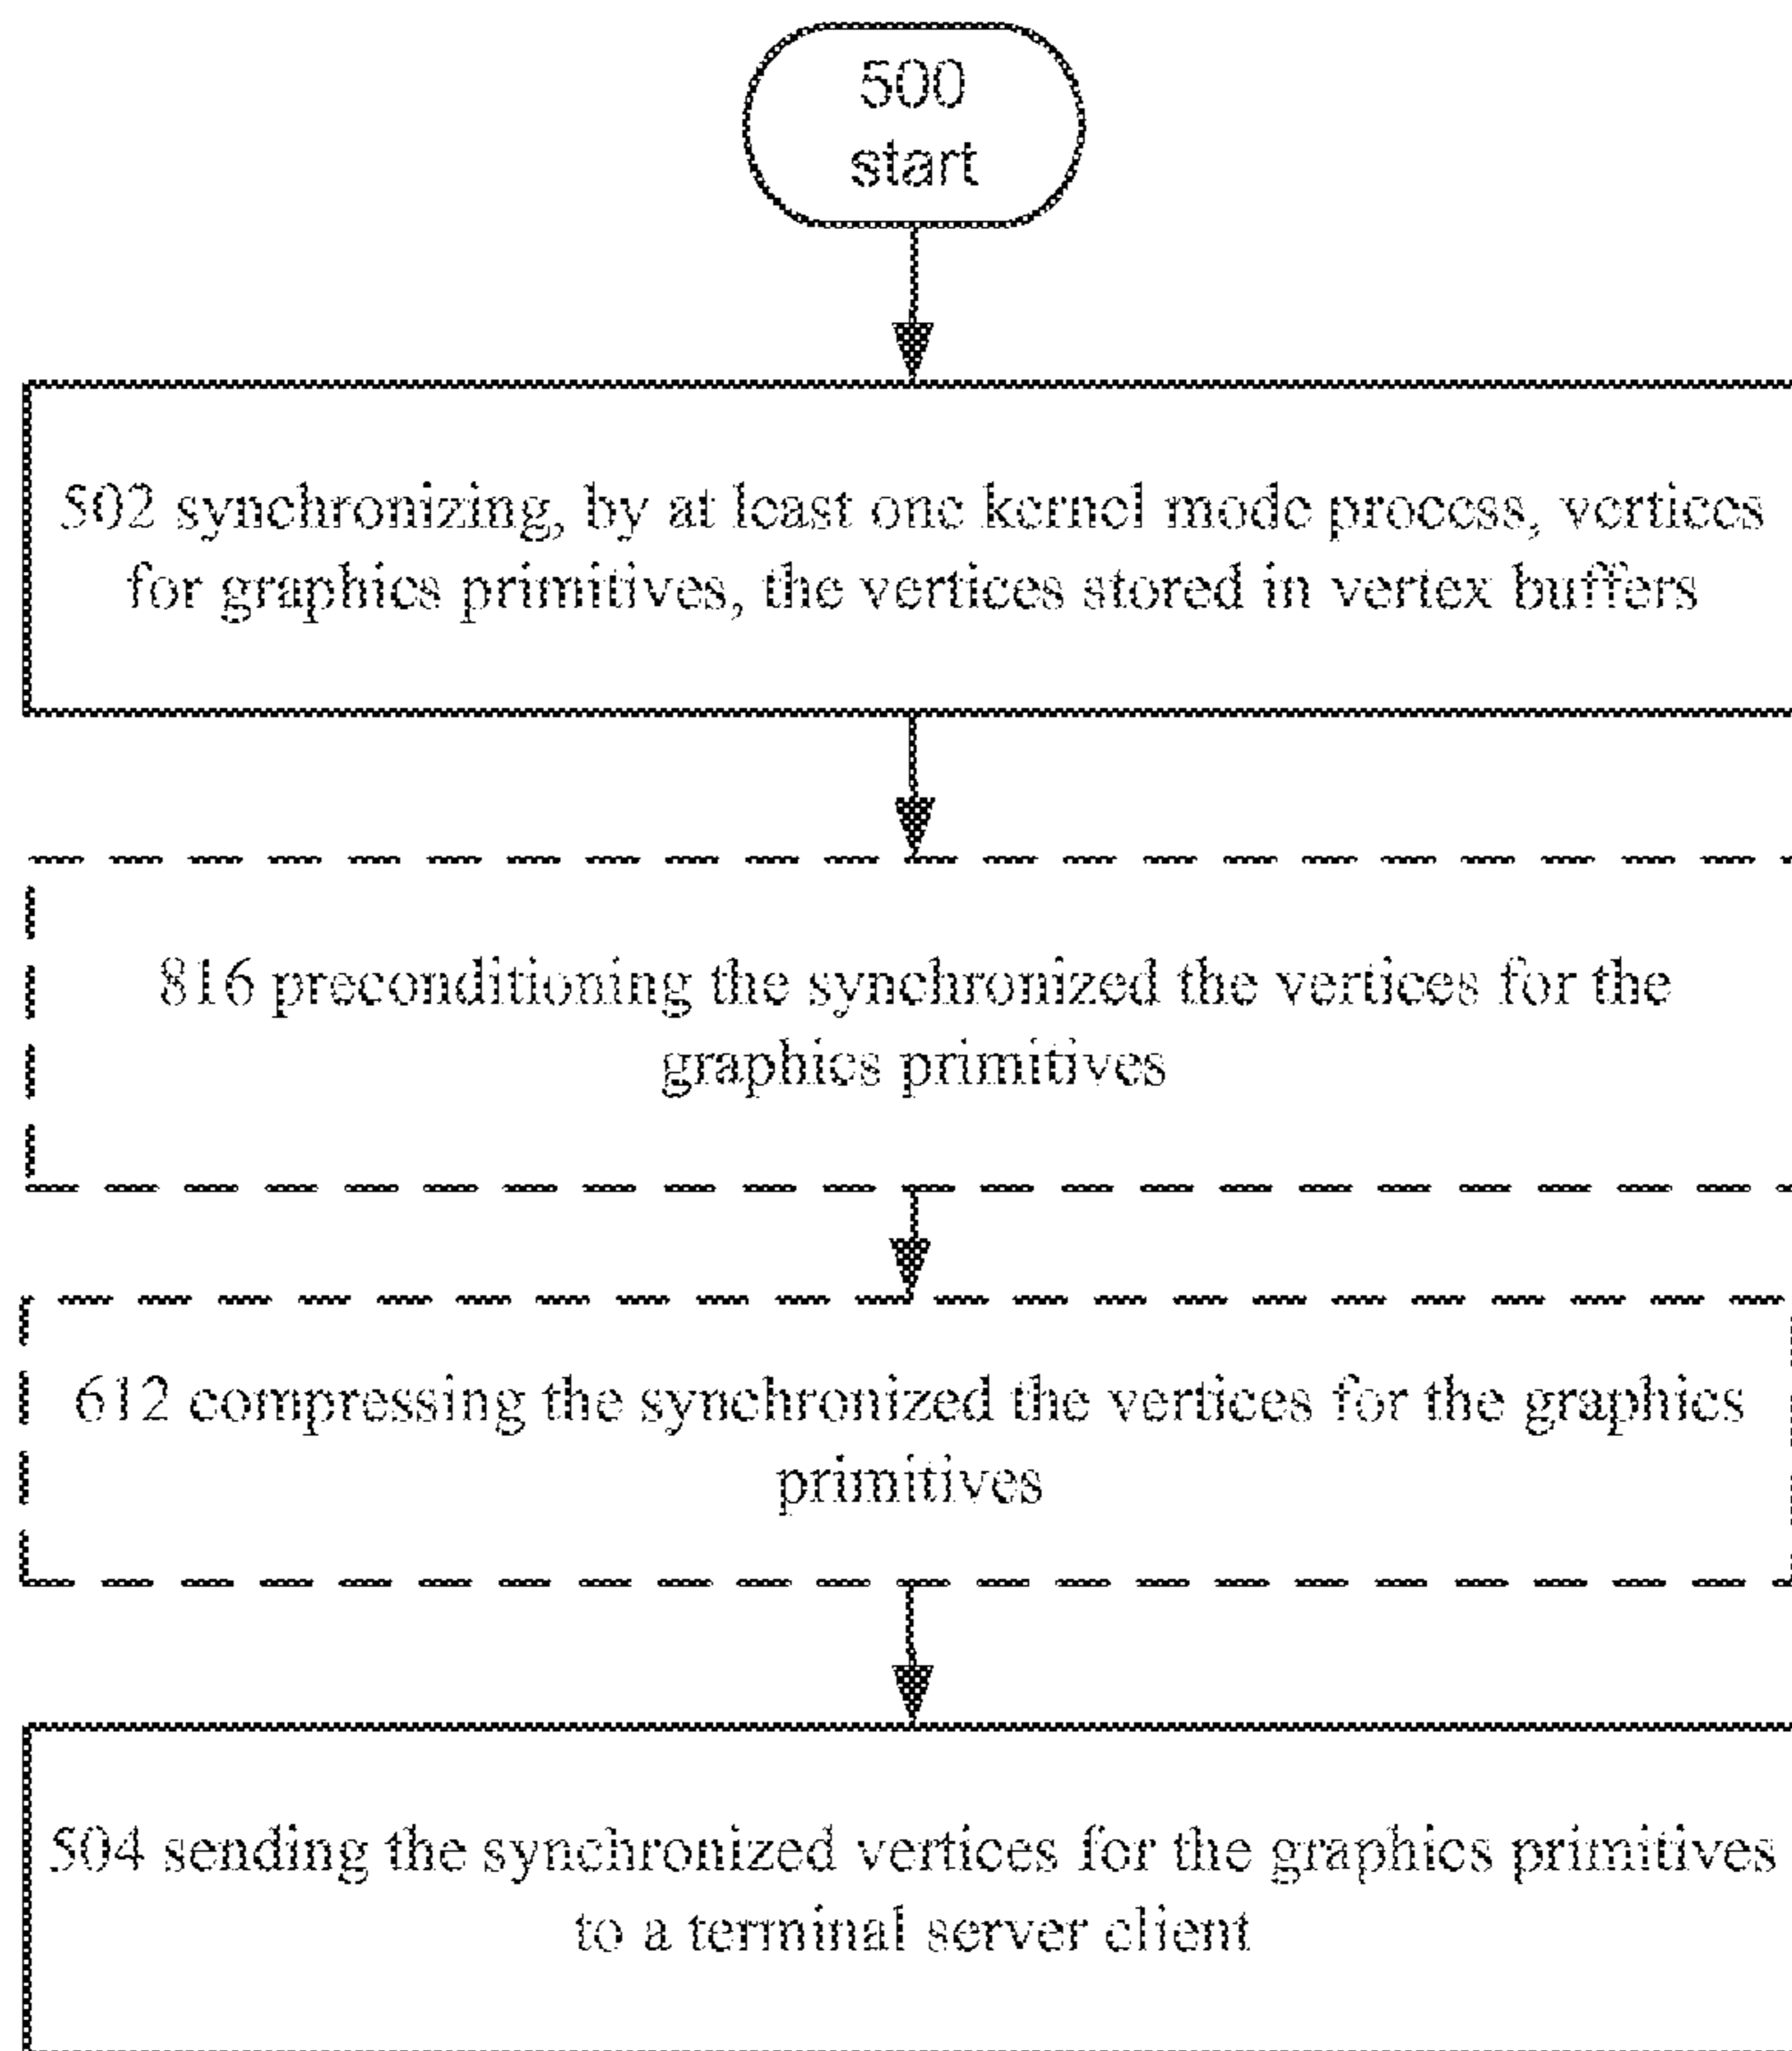 500
start
502 synchronizing, by at least one kernel mode process, vertices
for graphics primitives, the vertices stored in vertex buffers
816 preconditioning the synchronized the vertices for the
graphics primitives
612 compressing the synchronized the vertices for the graphics
primitives
504 sending the synchronized vertices for the graphics primitives
to a terminal server client